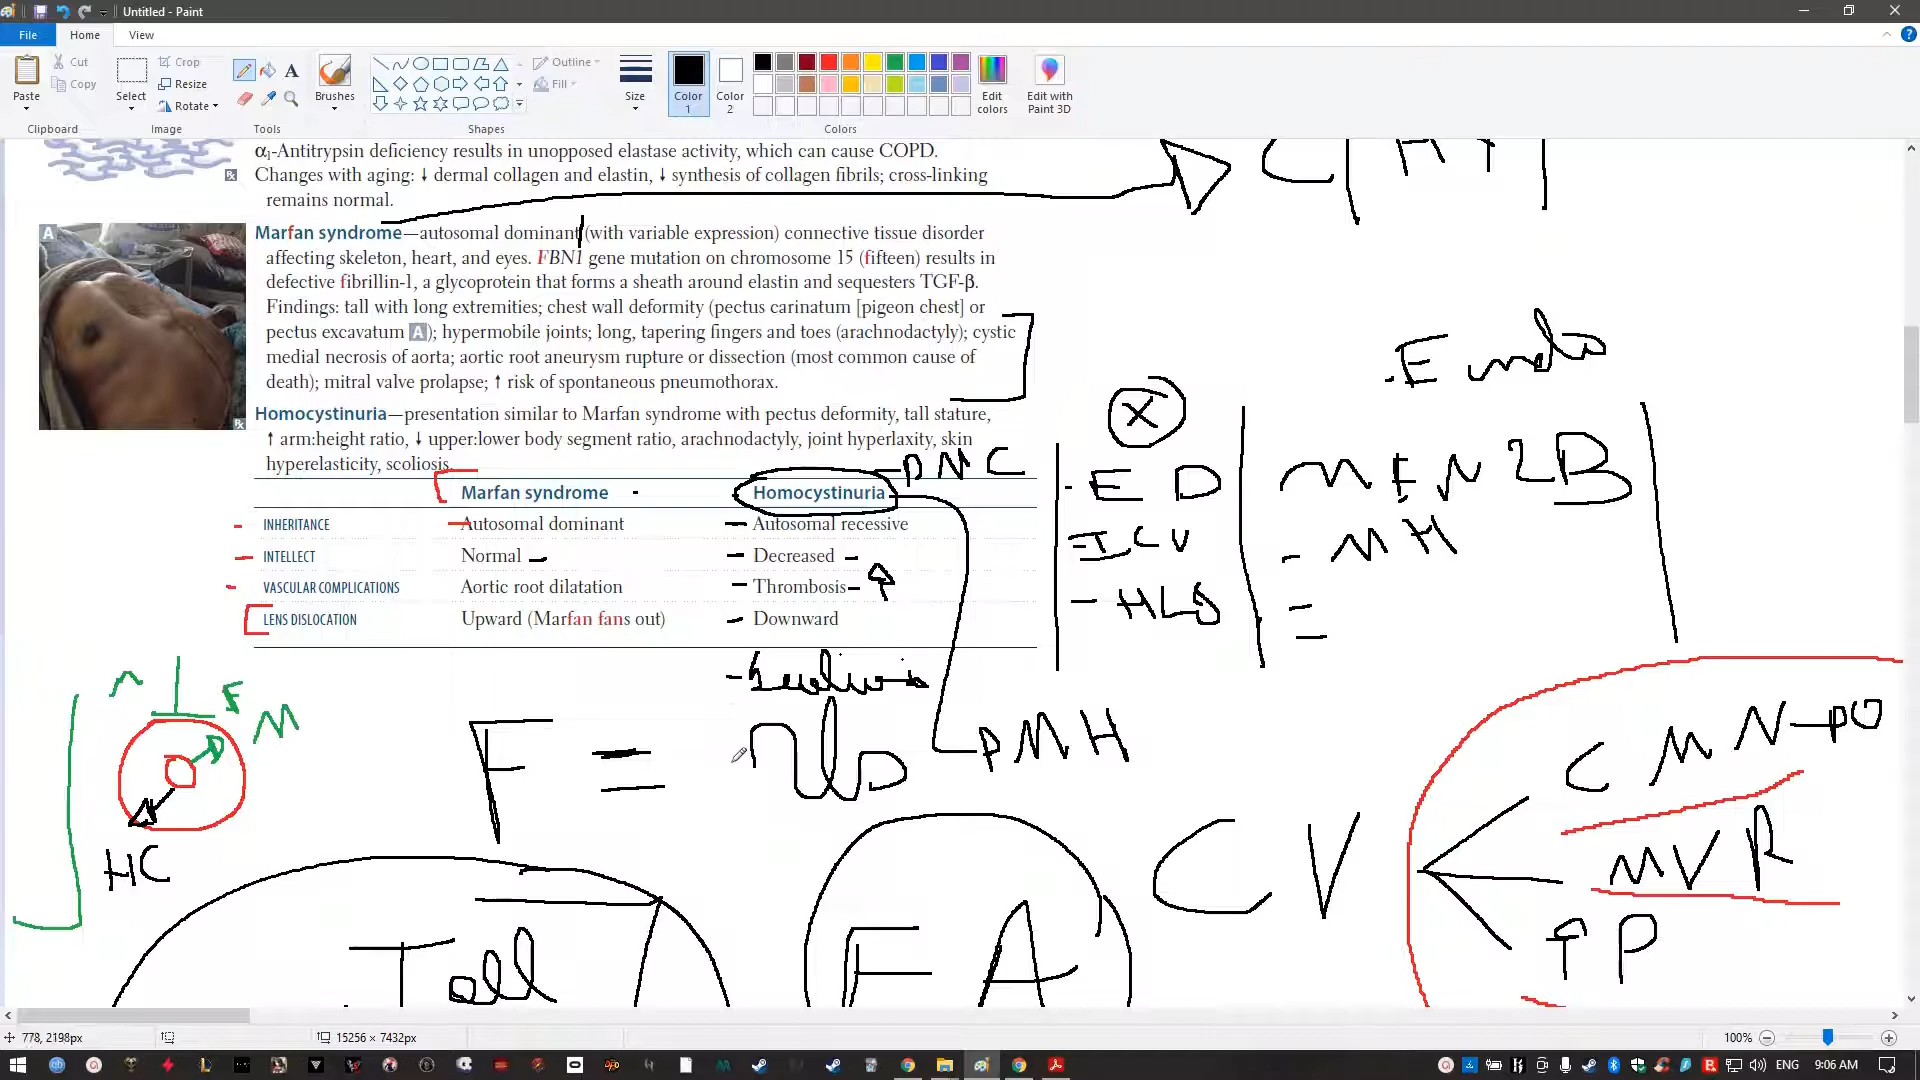 Untitled - Paint
File
Home
View
Paste
Cut
Copy
Clipboard
Select
Crop
Resize
Rotate
Image
Tools
Brushes
Shapes
Outline
Fill
Size
Color 1
Color 2
Edit colors
Edit with Paint 3D
Colors
α1-Antitrypsin deficiency results in unopposed elastase activity, which can cause COPD.
Changes with aging: ↓ dermal collagen and elastin, ↓ synthesis of collagen fibrils; cross-linking
remains normal.
A
Marfan syndrome—autosomal dominant (with variable expression) connective tissue disorder
affecting skeleton, heart, and eyes. FBN1 gene mutation on chromosome 15 (fifteen) results in
defective fibrillin-1, a glycoprotein that forms a sheath around elastin and sequesters TGF-β.
Findings: tall with long extremities; chest wall deformity (pectus carinatum [pigeon chest] or
pectus excavatum A); hypermobile joints; long, tapering fingers and toes (arachnodactyly); cystic
medial necrosis of aorta; aortic root aneurysm rupture or dissection (most common cause of
death); mitral valve prolapse; ↑ risk of spontaneous pneumothorax.
Homocystinuria—presentation similar to Marfan syndrome with pectus deformity, tall stature,
↑ arm:height ratio, ↓ upper:lower body segment ratio, arachnodactyly, joint hyperlaxity, skin
hyperelasticity, scoliosis.
Marfan syndrome Homocystinuria
INHERITANCE Autosomal dominant Autosomal recessive
INTELLECT Normal Decreased
VASCULAR COMPLICATIONS Aortic root dilatation Thrombosis ↑
LENS DISLOCATION Upward (Marfan fans out) Downward
PNC
X
- E D
- I C V
- HLD
MEN 2B
- MH
M
F
M
HC
F =
PMH
CMN-PO
MVR
CV
Tall
FA
778, 2198px
15256 × 7432px
100%
ENG
9:06 AM